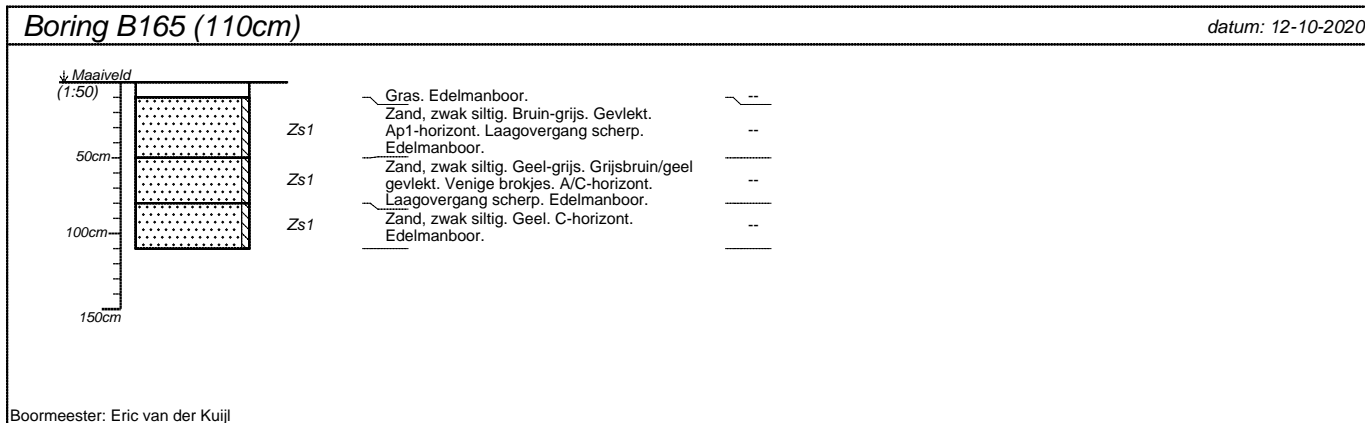 Boring B165 (110cm)
datum: 12-10-2020
Maaiveld
(1:50)
Gras. Edelmanboor.
--
Zs1
Zand, zwak siltig. Bruin-grijs. Gevlekt.
Ap1-horizont. Laagovergang scherp.
Edelmanboor.
--
50cm
Zs1
Zand, zwak siltig. Geel-grijs. Grijsbruin/geel
gevlekt. Venige brokjes. A/C-horizont.
Laagovergang scherp. Edelmanboor.
--
Zs1
Zand, zwak siltig. Geel. C-horizont.
Edelmanboor.
--
100cm
150cm
Boormeester: Eric van der Kuijl